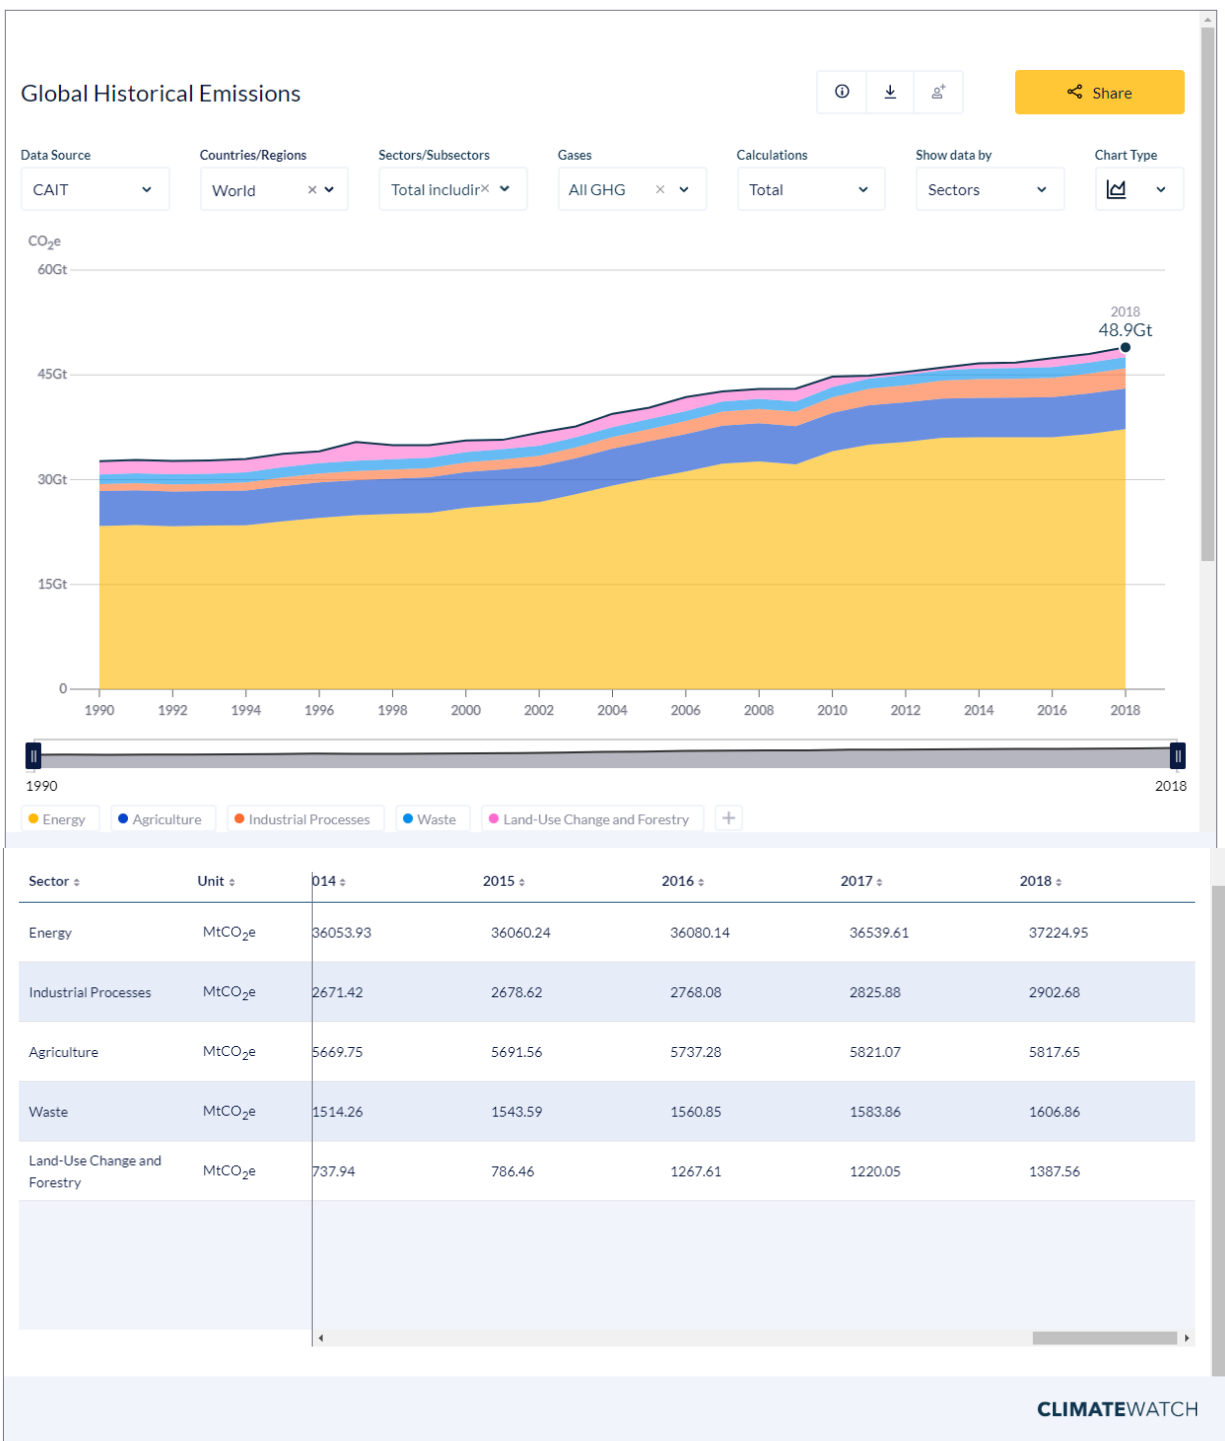 Global Historical Emissions
Share
Data Source Countries/Regions Sectors/Subsectors Gases Calculations Show data by Chart Type
CAIT World Total includir All GHG Total Sectors
CO₂e
60Gt
2018
48.9Gt
45Gt
30Gt
15Gt
0
1990 1992 1994 1996 1998 2000 2002 2004 2006 2008 2010 2012 2014 2016 2018
1990 2018
Energy Agriculture Industrial Processes Waste Land-Use Change and Forestry
Sector Unit 014 2015 2016 2017 2018
Energy MtCO₂e 36053.93 36060.24 36080.14 36539.61 37224.95
Industrial Processes MtCO₂e 2671.42 2678.62 2768.08 2825.88 2902.68
Agriculture MtCO₂e 5669.75 5691.56 5737.28 5821.07 5817.65
Waste MtCO₂e 1514.26 1543.59 1560.85 1583.86 1606.86
Land-Use Change and
Forestry MtCO₂e 737.94 786.46 1267.61 1220.05 1387.56
CLIMATEWATCH